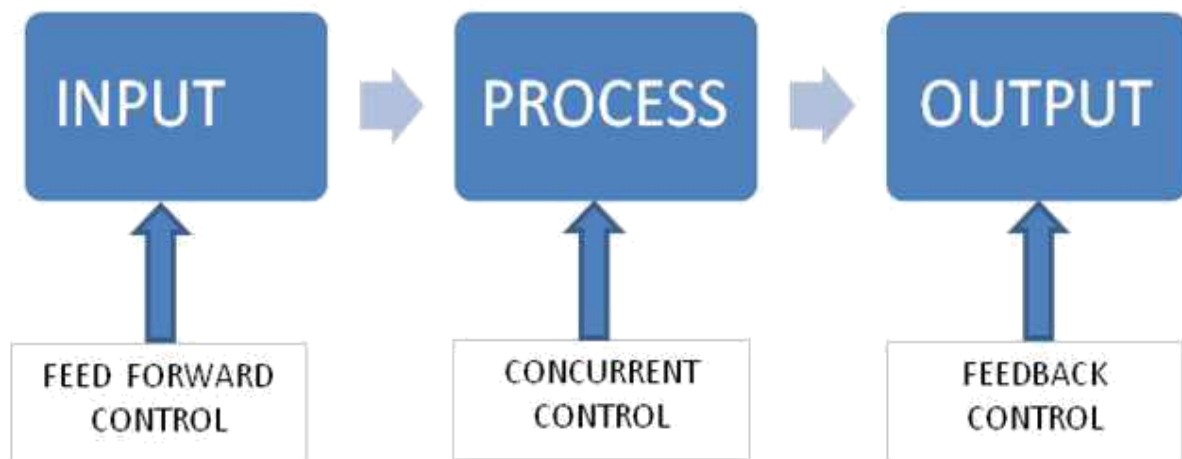 INPUT
PROCESS
OUTPUT
FEED FORWARD
CONTROL
CONCURRENT
CONTROL
FEEDBACK
CONTROL